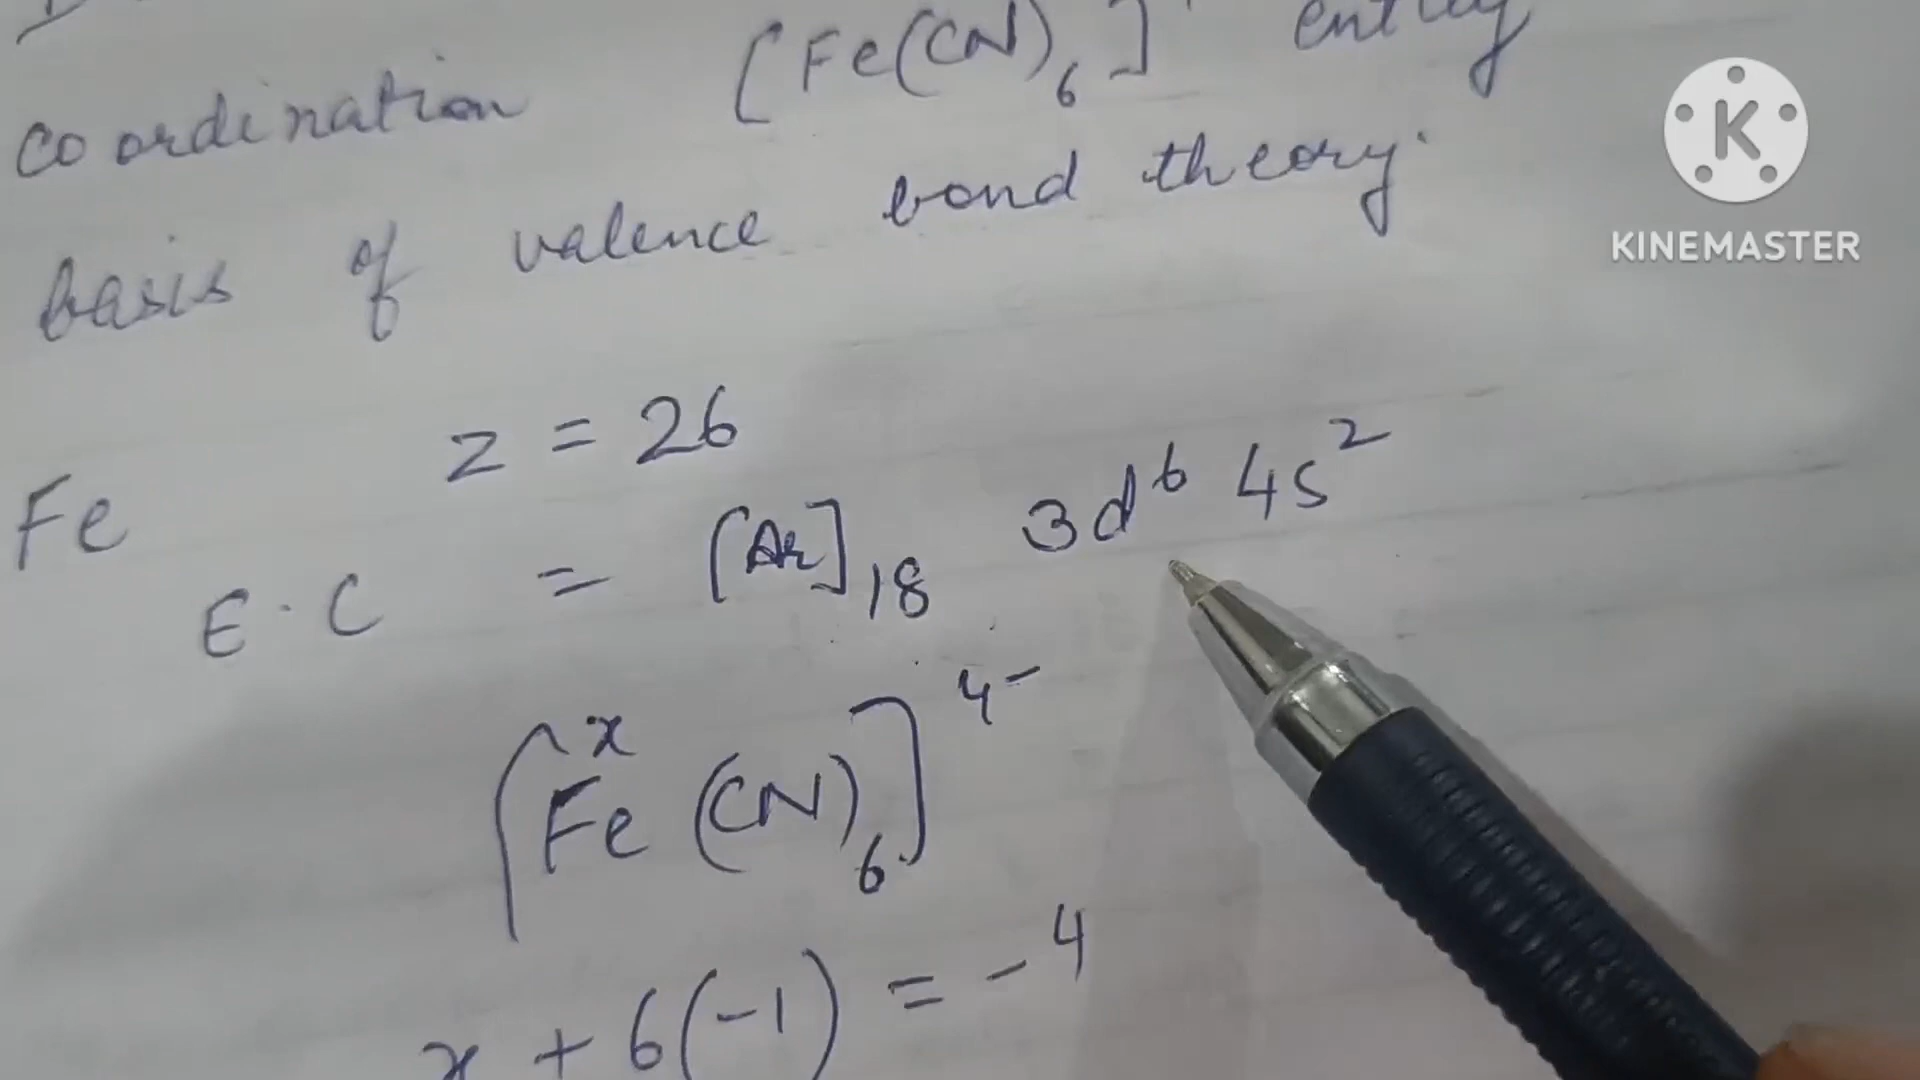 coordination [Fe(CN)6] entity
basis of valence bond theory.
KINEMASTER
Fe z = 26
E.C = [Ar]18 3d⁶ 4s²
[Fe(CN)6]⁴⁻
x
x + 6(-1) = -4